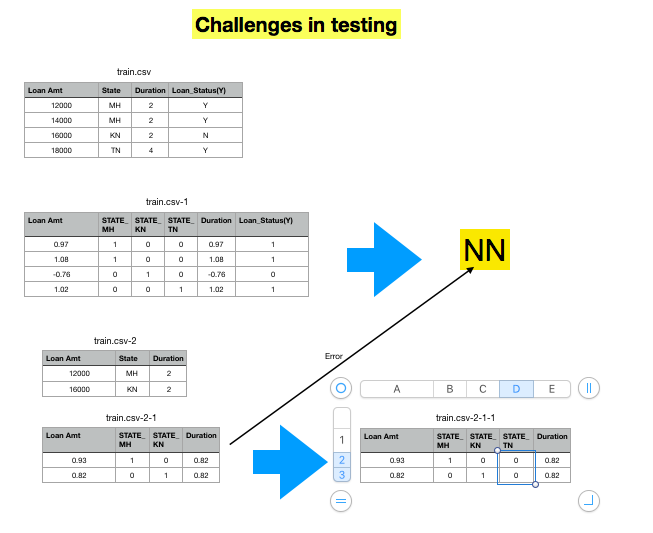 Challenges in testing
train.csv
Loan Amt State Duration Loan_Status(Y)
12000 MH 2 Y
14000 MH 2 Y
16000 KN 2 N
18000 TN 4 Y
train.csv-1
Loan Amt STATE_ STATE_ STATE_ Duration Loan_Status(Y)
MH KN TN
0.97 1 0 0 0.97 1
1.08 1 0 0 1.08 1
-0.76 0 1 0 -0.76 0
1.02 0 0 1 1.02 1
NN
train.csv-2
Loan Amt State Duration
12000 MH 2
16000 KN 2
Error
A B C D E
train.csv-2-1
Loan Amt STATE_ STATE_ Duration
MH KN
0.93 1 0 0.82
0.82 0 1 0.82
1
2
3
train.csv-2-1-1
Loan Amt STATE_ STATE_ STATE_ Duration
MH KN TN
0.93 1 0 0 0.82
0.82 0 1 0 0.82